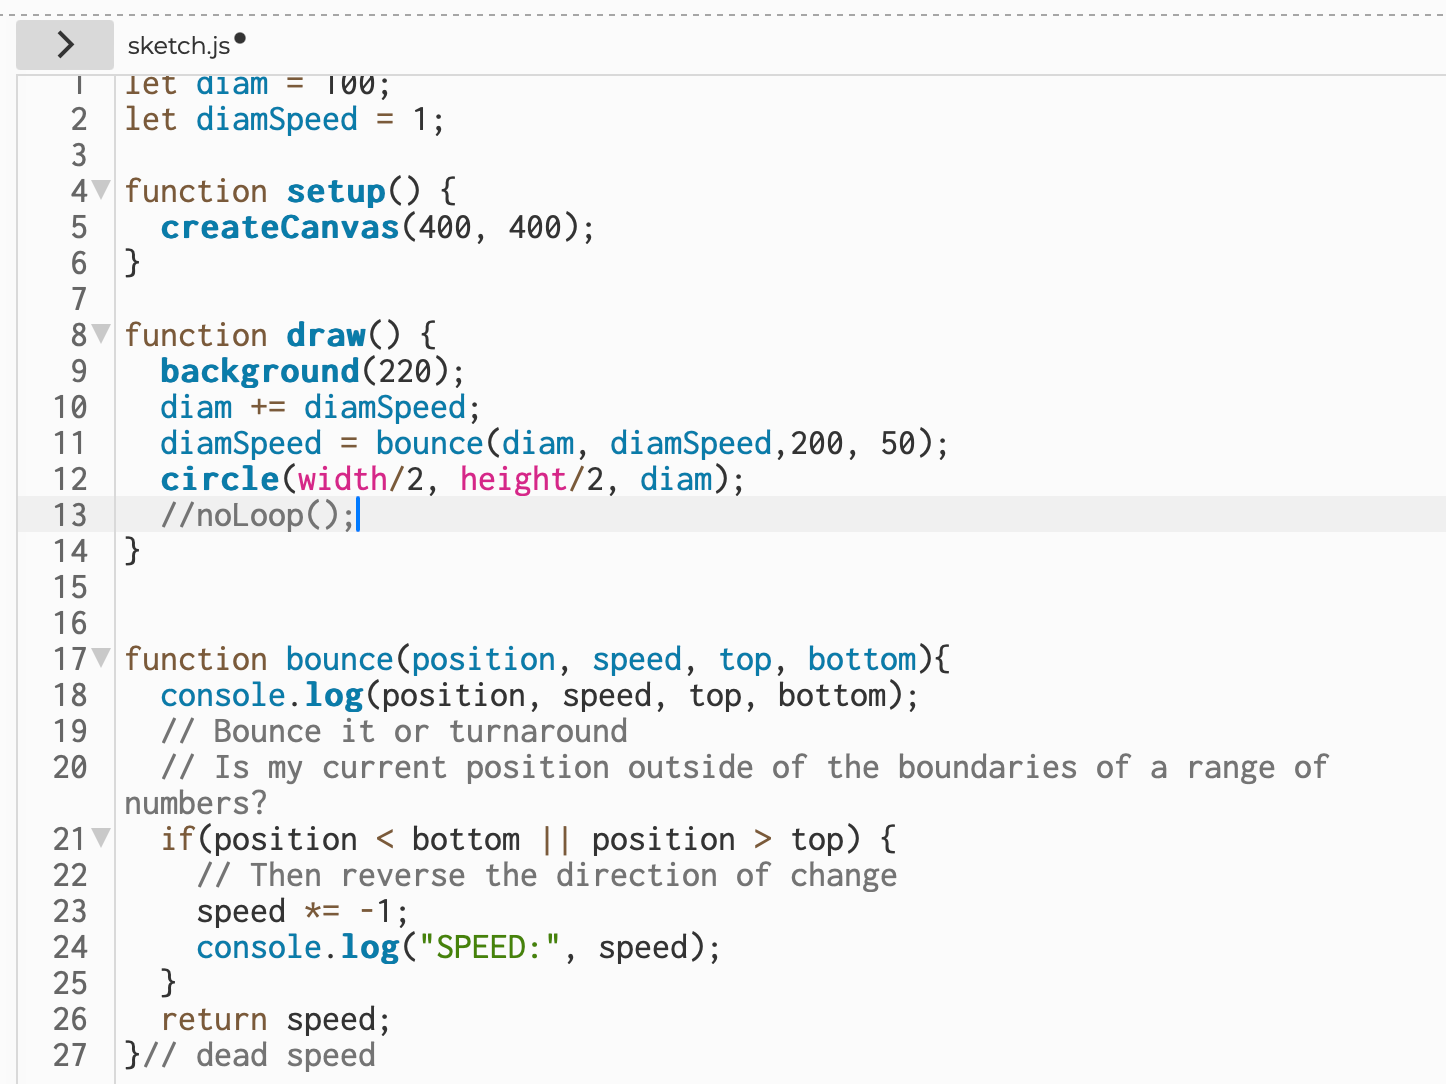 sketch.js
1 let diam = 100;
2 let diamSpeed = 1;
3
4 function setup() {
5   createCanvas(400, 400);
6 }
7
8 function draw() {
9   background(220);
10   diam += diamSpeed;
11   diamSpeed = bounce(diam, diamSpeed,200, 50);
12   circle(width/2, height/2, diam);
13   //noLoop();
14 }
15
16
17 function bounce(position, speed, top, bottom){
18   console.log(position, speed, top, bottom);
19   // Bounce it or turnaround
20   // Is my current position outside of the boundaries of a range of
numbers?
21   if(position < bottom || position > top) {
22     // Then reverse the direction of change
23     speed *= -1;
24     console.log("SPEED:", speed);
25   }
26   return speed;
27 }// dead speed